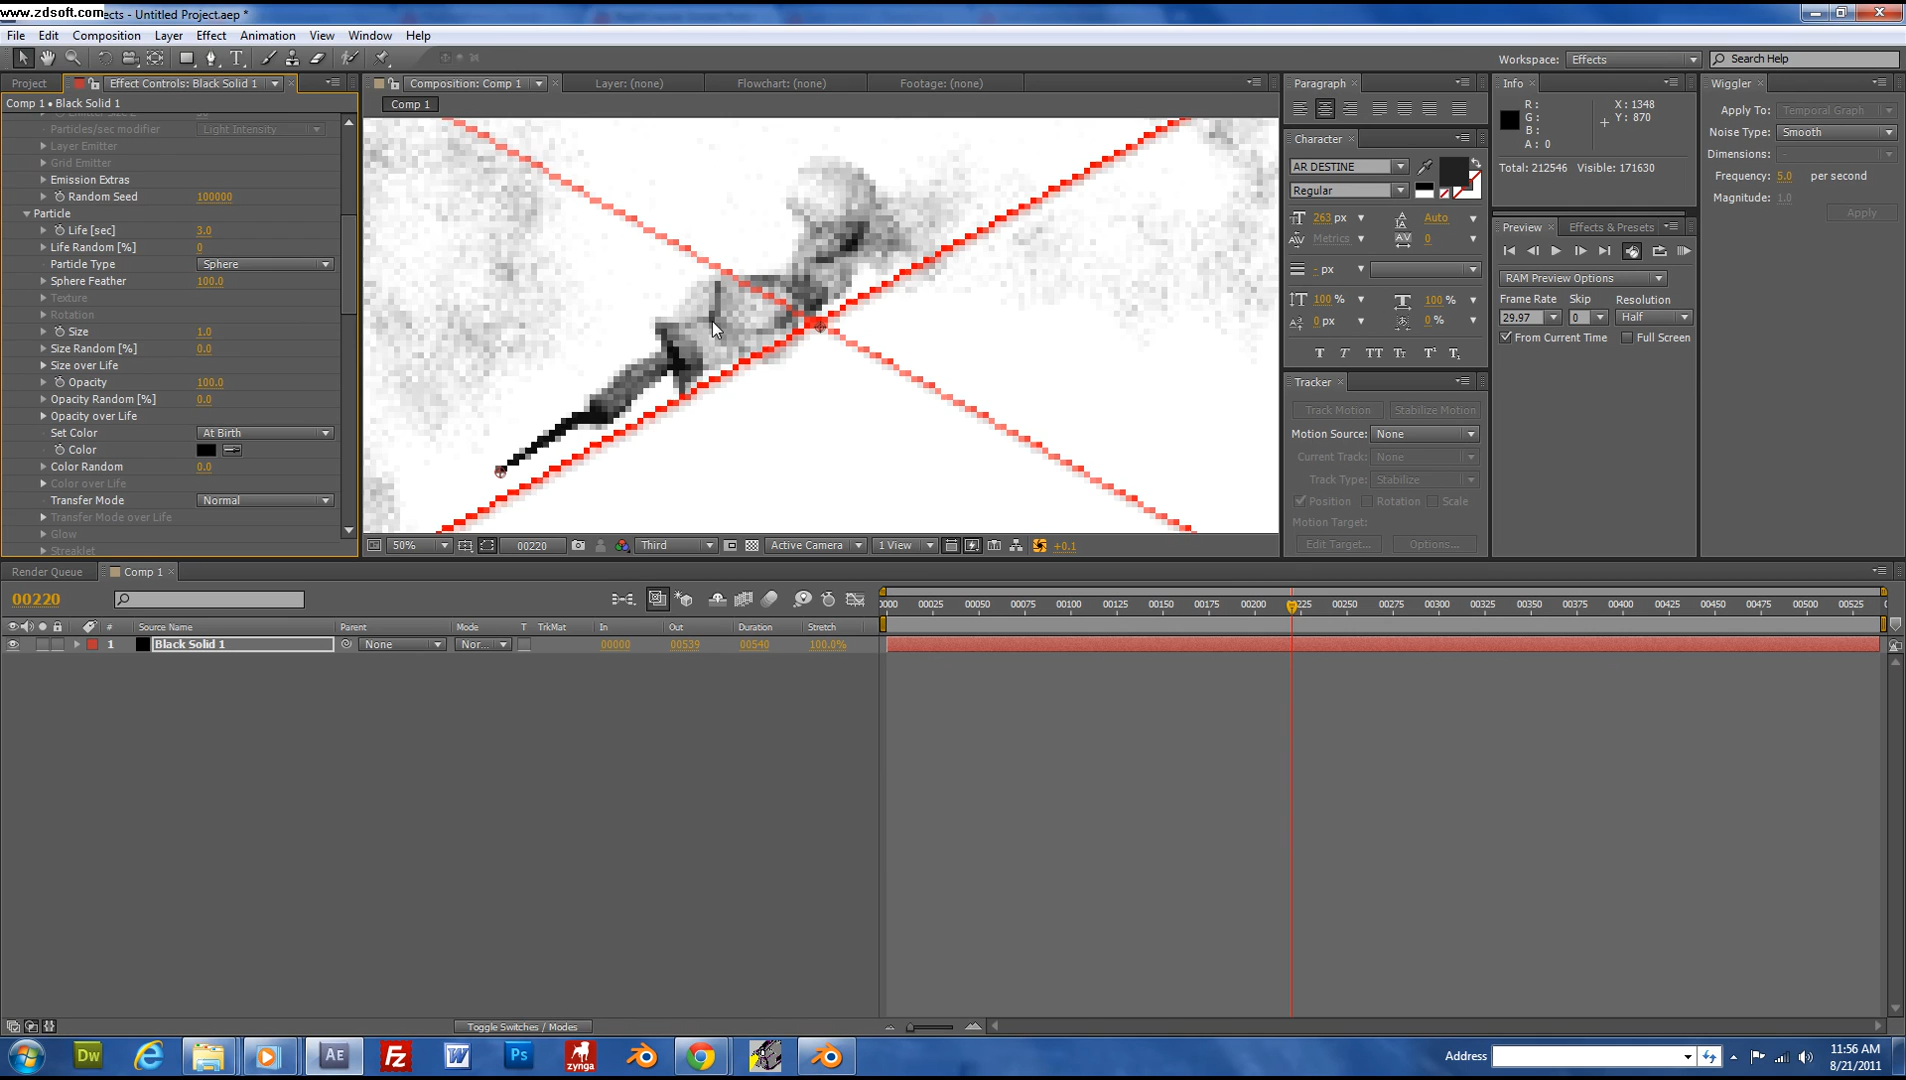 www.zdsoft.com ects - Untitled Project.aep *
File Edit Composition Layer Effect Animation View Window Help
Workspace: Effects Search Help
Project Effect Controls: Black Solid 1 Composition: Comp 1 Layer: (none) Flowchart: (none) Footage: (none)
Comp 1 • Black Solid 1
Comp 1
Particles/sec modifier Light Intensity
Layer Emitter
Grid Emitter
Emission Extras
Random Seed 100000
Particle
Life [sec] 3.0
Life Random [%] 0
Particle Type Sphere
Sphere Feather 100.0
Texture
Rotation
Size 1.0
Size Random [%] 0.0
Size over Life
Opacity 100.0
Opacity Random [%] 0.0
Opacity over Life
Set Color At Birth
Color
Color Random 0.0
Color over Life
Transfer Mode Normal
Transfer Mode over Life
Glow
Streaklet
50% 00220 Third Active Camera 1 View +0.1
Paragraph
Character
AR DESTINE
Regular
263 px Auto
Metrics 0
- px
100 % 100 %
0 px 0 %
T T TT Tt T¹ T₁
Tracker
Track Motion Stabilize Motion
Motion Source: None
Current Track: None
Track Type: Stabilize
Position Rotation Scale
Motion Target:
Edit Target... Options...
Info
R: X: 1348
G: Y: 870
B:
A: 0
Total: 212546 Visible: 171630
Preview Effects & Presets
RAM Preview Options
Frame Rate Skip Resolution
29.97 0 Half
From Current Time Full Screen
Wiggler
Apply To: Temporal Graph
Noise Type: Smooth
Dimensions: -
Frequency: 5.0 per second
Magnitude: 1.0
Apply
Render Queue Comp 1
00220
0000 00025 00050 00075 00100 00125 00150 00175 00200 225 00250 00275 00300 00325 00350 00375 00400 00425 00450 00475 00500 00525
# Source Name Parent Mode T TrkMat In Out Duration Stretch
1 Black Solid 1 None Nor... 00000 00539 00540 100.0%
Toggle Switches / Modes
Dw AE Fz W Ps zynga
Address
11:56 AM
8/21/2011